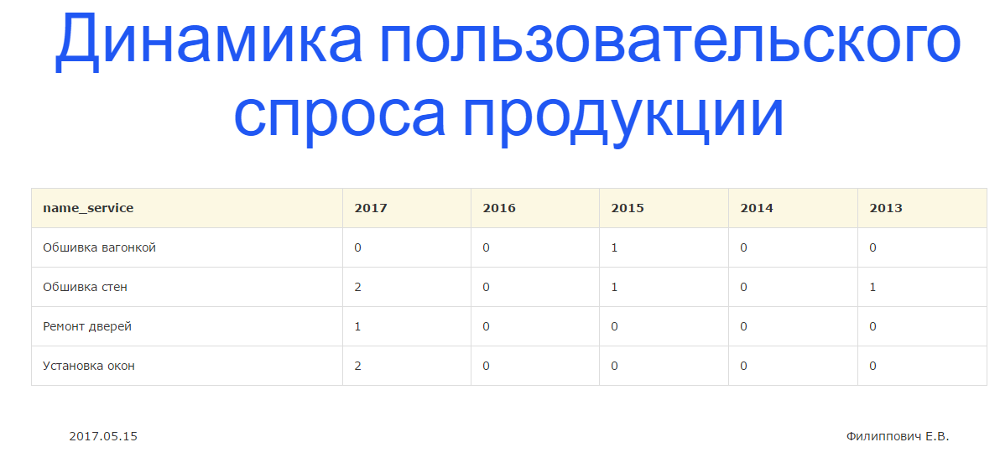 Динамика пользовательского
спроса продукции
name_service 2017 2016 2015 2014 2013
Обшивка вагонкой 0 0 1 0 0
Обшивка стен 2 0 1 0 1
Ремонт дверей 1 0 0 0 0
Установка окон 2 0 0 0 0
2017.05.15 Филиппович Е.В.